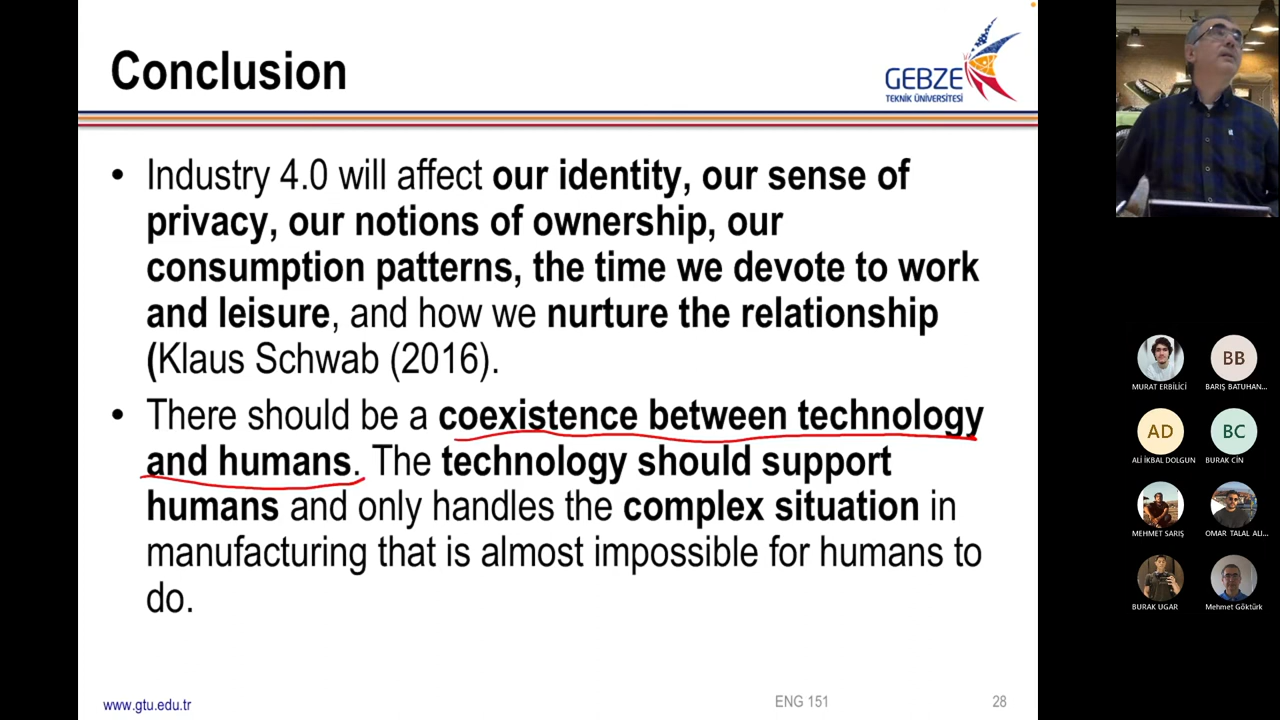 Conclusion
GEBZE
TEKNİK ÜNİVERSİTESİ
• Industry 4.0 will affect our identity, our sense of
privacy, our notions of ownership, our
consumption patterns, the time we devote to work
and leisure, and how we nurture the relationship
(Klaus Schwab (2016).
• There should be a coexistence between technology
and humans. The technology should support
humans and only handles the complex situation in
manufacturing that is almost impossible for humans to
do.
www.gtu.edu.tr
ENG 151
28
BB
MURAT ERBİLİCİ
BARIŞ BATUHAN...
AD
BC
ALİ İKBAL DOLGUN
BURAK CİN
MEHMET SARIŞ
OMAR TALAL ALI...
BURAK UGAR
Mehmet Göktürk